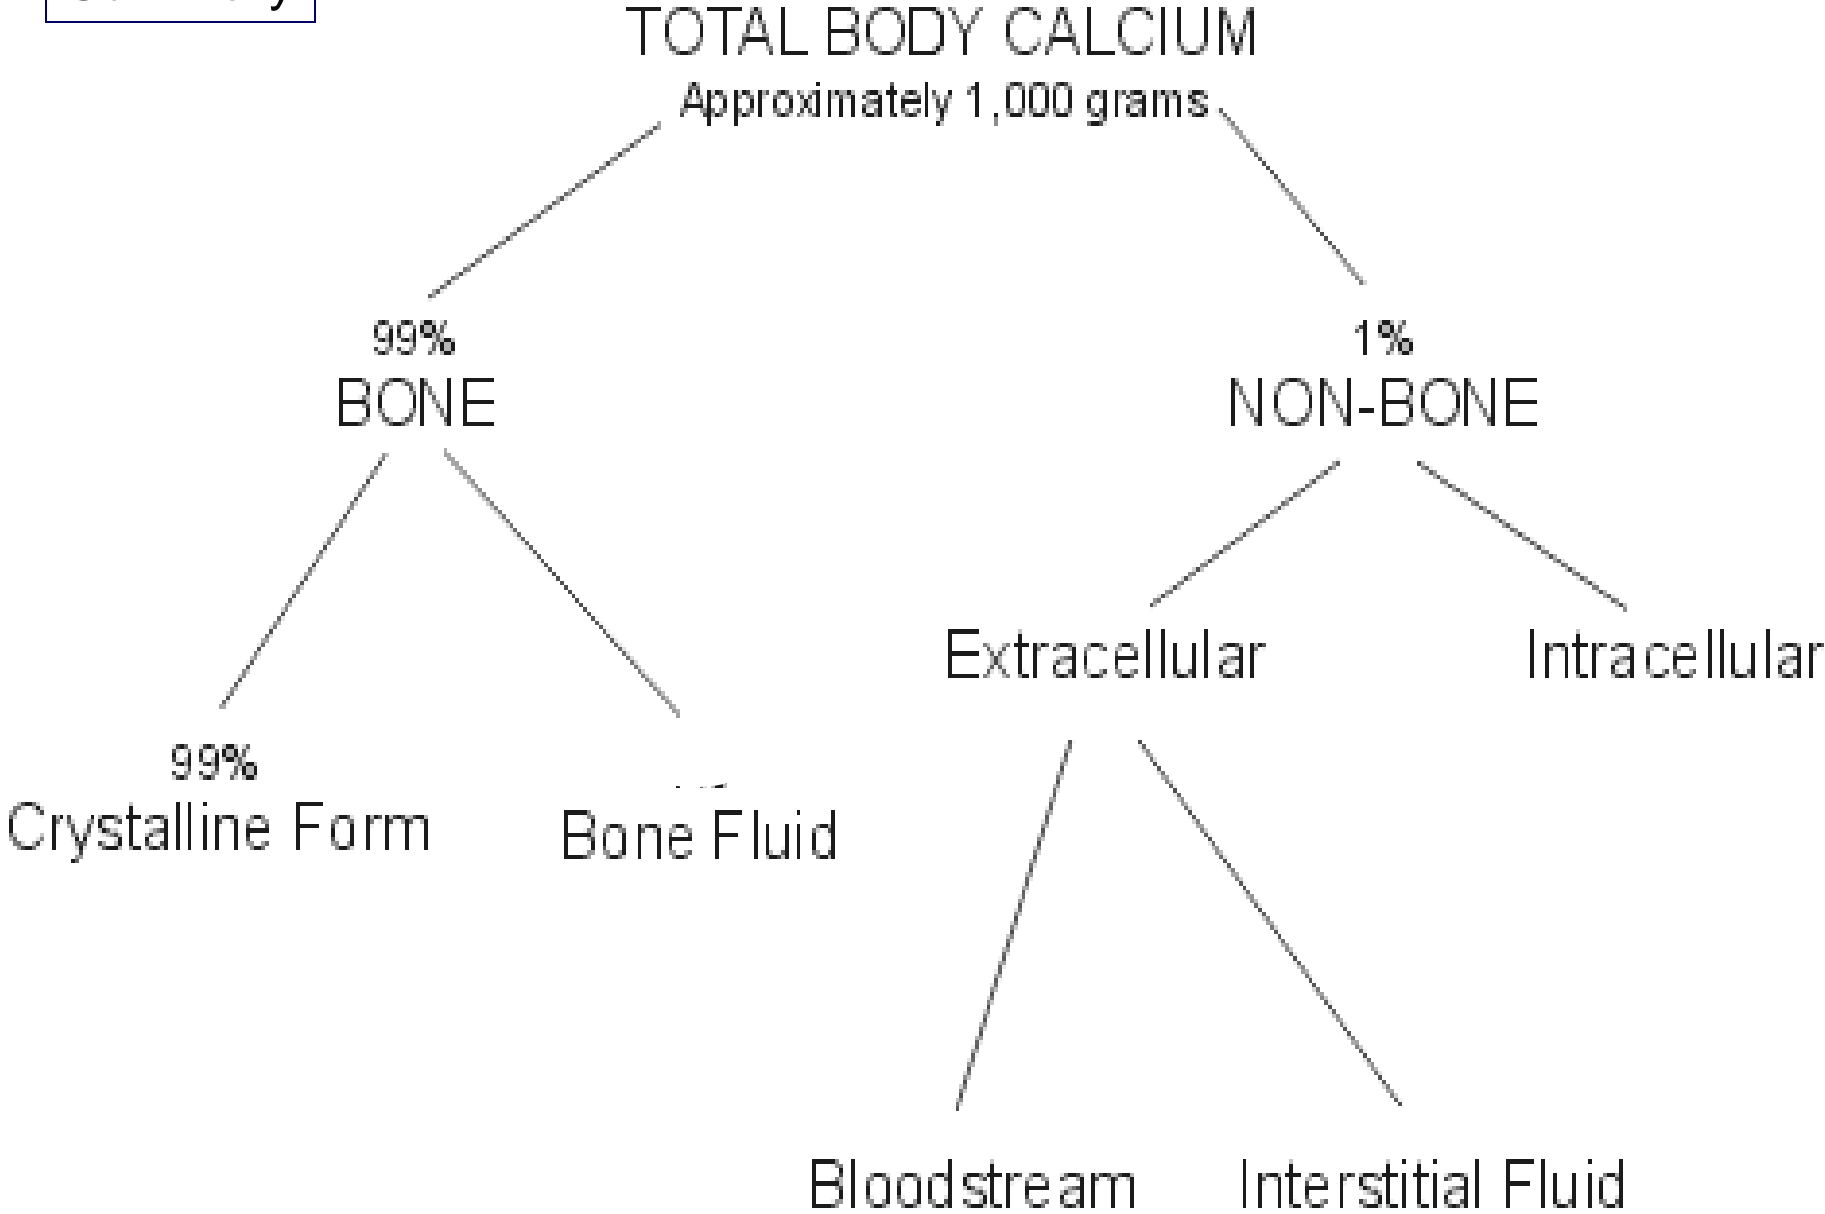 TOTAL BODY CALCIUM
Approximately 1,000 grams
99%
BONE
1%
NON-BONE
Extracellular
Intracellular
99%
Crystalline Form
Bone Fluid
Bloodstream
Interstitial Fluid